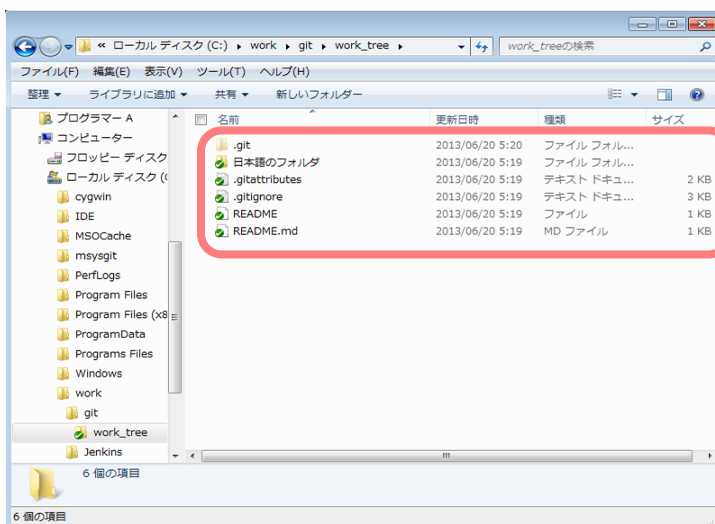 « ローカル ディスク (C:) ▸ work ▸ git ▸ work_tree ▸
work_treeの検索
ファイル(F) 編集(E) 表示(V) ツール(T) ヘルプ(H)
整理 ライブラリに追加 共有 新しいフォルダー
プログラマー A
コンピューター
フロッピー ディスク
ローカル ディスク (
cygwin
IDE
MSOCache
msysgit
PerfLogs
Program Files
Program Files (x8
ProgramData
Programs Files
Windows
work
git
work_tree
Jenkins
名前 更新日時 種類 サイズ
.git 2013/06/20 5:20 ファイル フォル...
日本語のフォルダ 2013/06/20 5:19 ファイル フォル...
.gitattributes 2013/06/20 5:19 テキスト ドキュ... 2 KB
.gitignore 2013/06/20 5:19 テキスト ドキュ... 3 KB
README 2013/06/20 5:19 ファイル 1 KB
README.md 2013/06/20 5:19 MD ファイル 1 KB
6 個の項目
6 個の項目